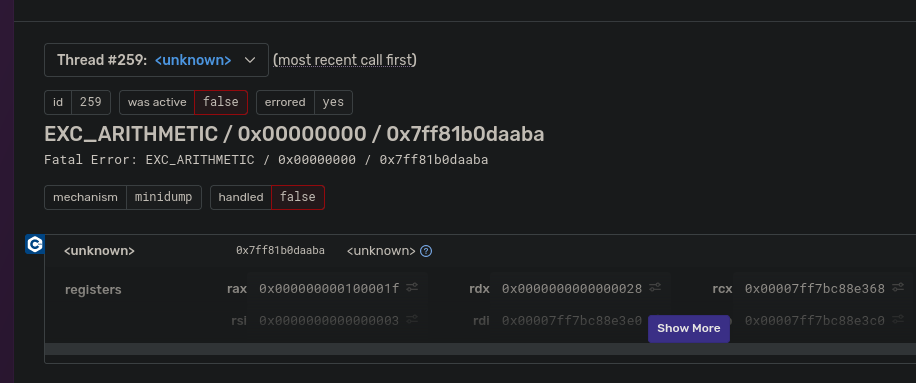 Thread #259: <unknown> (most recent call first)
id 259 was active false errored yes
EXC_ARITHMETIC / 0x00000000 / 0x7ff81b0daaba
Fatal Error: EXC_ARITHMETIC / 0x00000000 / 0x7ff81b0daaba
mechanism minidump handled false
<unknown> 0x7ff81b0daaba <unknown> ?
registers rax 0x000000000100001f rdx 0x0000000000000028 rcx 0x00007ff7bc88e368
rsi 0x0000000000000003 rdi 0x00007ff7bc88e3e0 0x00007ff7bc88e3c0
Show More